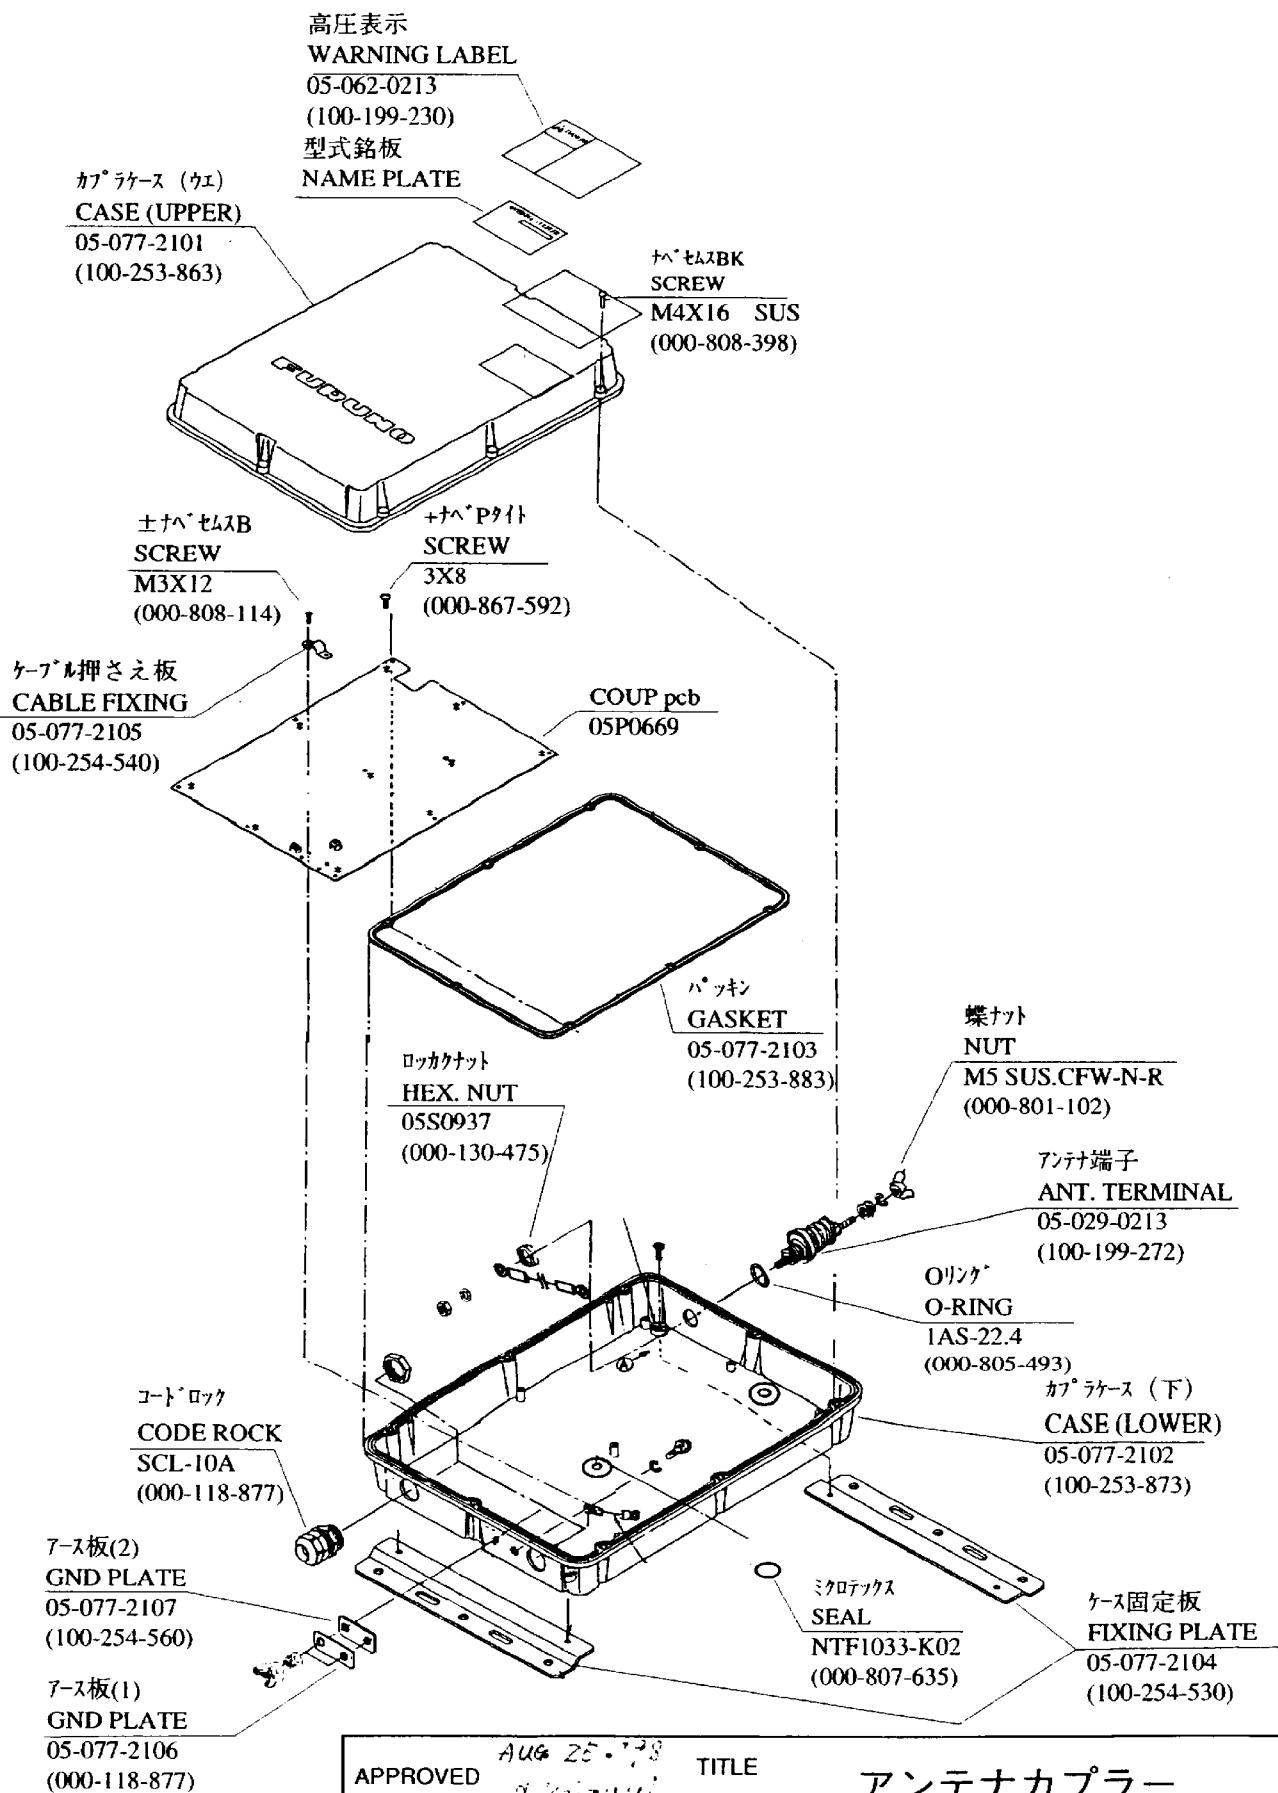 高圧表示
WARNING LABEL
05-062-0213
(100-199-230)
型式銘板
NAME PLATE
ｶﾌﾟﾗｹｰｽ (ｳｴ)
CASE (UPPER)
05-077-2101
(100-253-863)
ﾅﾍﾞｾﾑｽBK
SCREW
M4X16 SUS
(000-808-398)
FURUNO
±ﾅﾍﾞｾﾑｽB
SCREW
M3X12
(000-808-114)
+ﾅﾍﾞPﾀｲﾄ
SCREW
3X8
(000-867-592)
ｹｰﾌﾞﾙ押さえ板
CABLE FIXING
05-077-2105
(100-254-540)
COUP pcb
05P0669
ﾊﾟｯｷﾝ
GASKET
05-077-2103
(100-253-883)
ﾛｯｶｸﾅｯﾄ
HEX. NUT
05S0937
(000-130-475)
蝶ﾅｯﾄ
NUT
M5 SUS.CFW-N-R
(000-801-102)
ｱﾝﾃﾅ端子
ANT. TERMINAL
05-029-0213
(100-199-272)
Oﾘﾝｸﾞ
O-RING
1AS-22.4
(000-805-493)
A
ｶﾌﾟﾗｹｰｽ (下)
CASE (LOWER)
05-077-2102
(100-253-873)
ｺｰﾄﾞﾛｯｸ
CODE ROCK
SCL-10A
(000-118-877)
ｱｰｽ板(2)
GND PLATE
05-077-2107
(100-254-560)
ﾐｸﾛﾃｯｸｽ
SEAL
NTF1033-K02
(000-807-635)
ｹｰｽ固定板
FIXING PLATE
05-077-2104
(100-254-530)
ｱｰｽ板(1)
GND PLATE
05-077-2106
(000-118-877)
APPROVED
AUG 25 '98
TITLE
アンテナカプラー